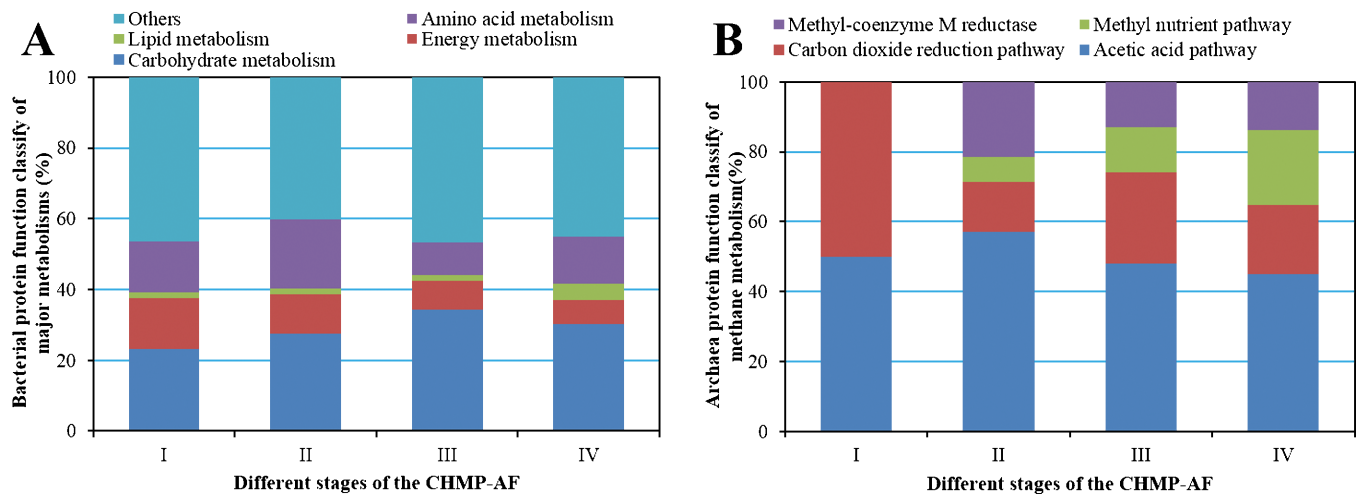 A
Others
Amino acid metabolism
Lipid metabolism
Energy metabolism
Carbohydrate metabolism
Bacterial protein function classify of
major metabolisms (%)
100
80
60
40
20
0
I
II
III
IV
Different stages of the CHMP-AF
B
Methyl-coenzyme M reductase
Methyl nutrient pathway
Carbon dioxide reduction pathway
Acetic acid pathway
Archaea protein function classify of
methane metabolism(%)
100
80
60
40
20
0
I
II
III
IV
Different stages of the CHMP-AF